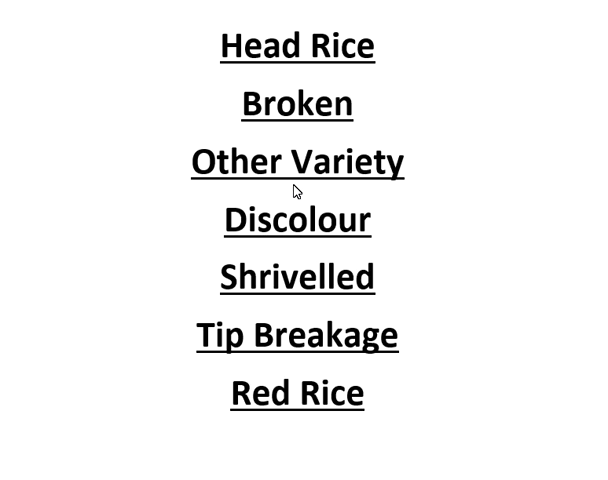 Head Rice
Broken
Other Variety
Discolour
Shrivelled
Tip Breakage
Red Rice